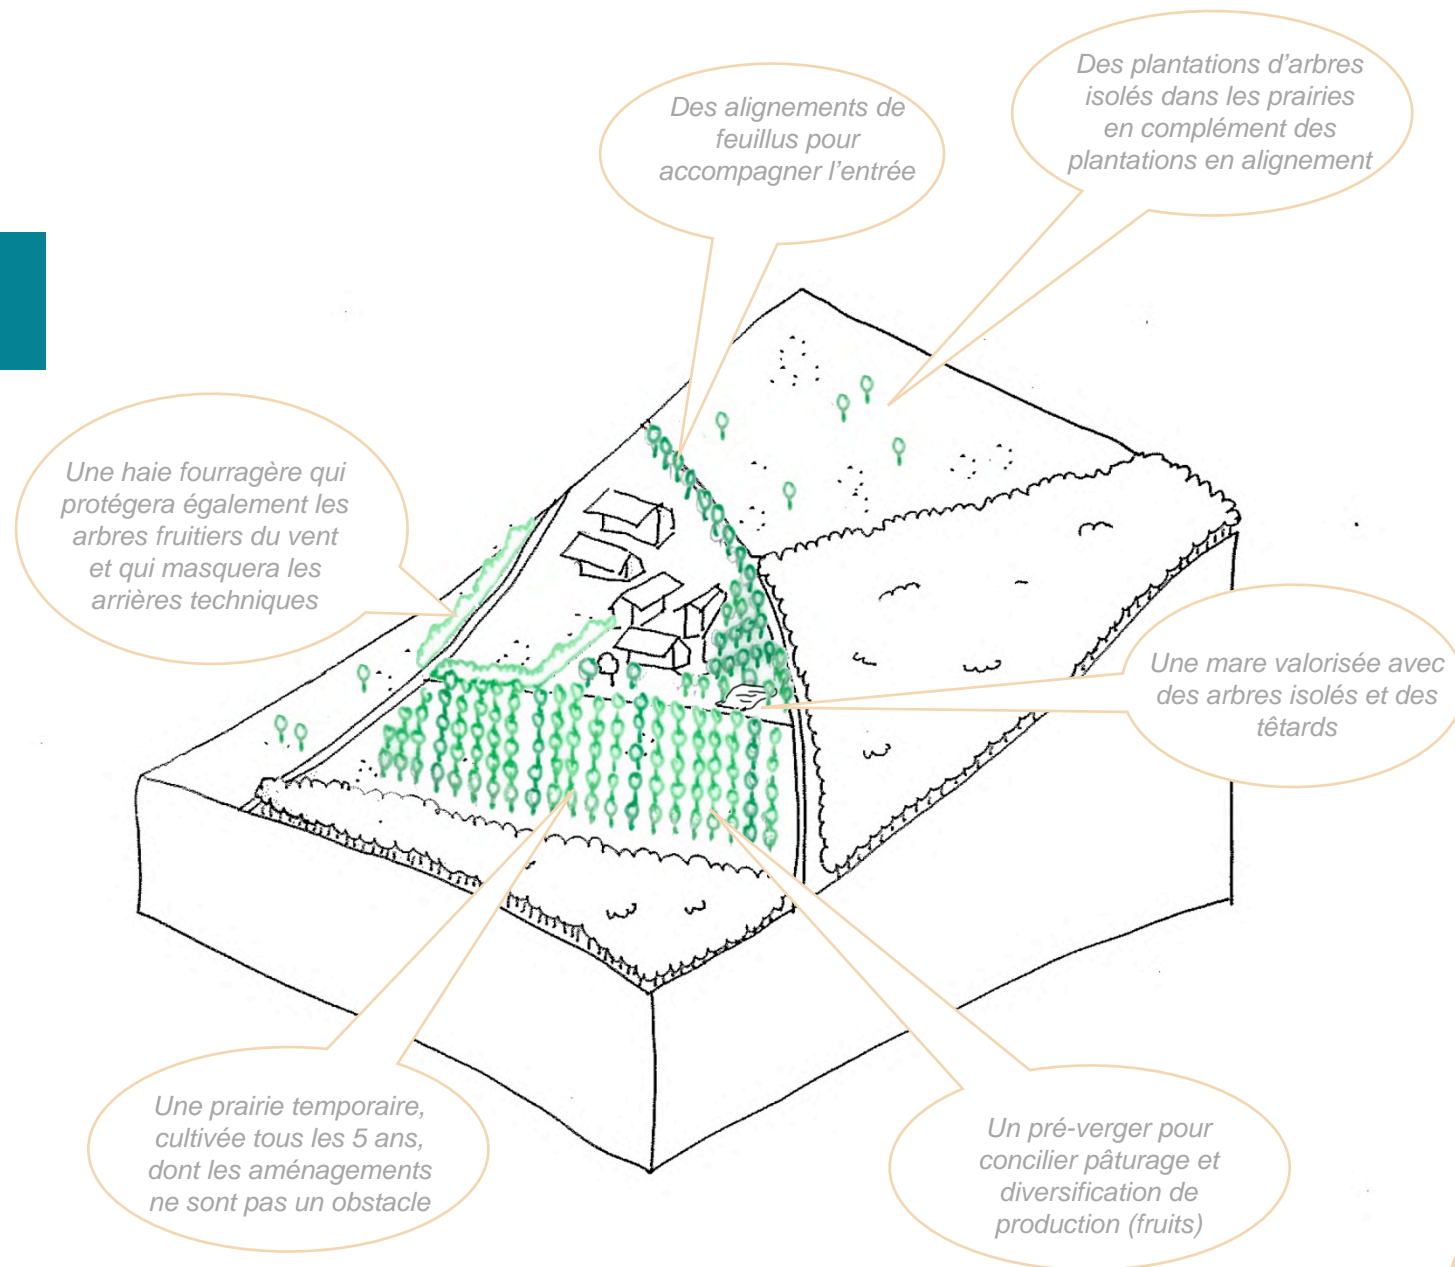 Des alignements de
feuillus pour
accompagner l'entrée
Des plantations d'arbres
isolés dans les prairies
en complément des
plantations en alignement
Une haie fourragère qui
protégera également les
arbres fruitiers du vent
et qui masquera les
arrières techniques
Une mare valorisée avec
des arbres isolés et des
têtards
Une prairie temporaire,
cultivée tous les 5 ans,
dont les aménagements
ne sont pas un obstacle
Un pré-verger pour
concilier pâturage et
diversification de
production (fruits)